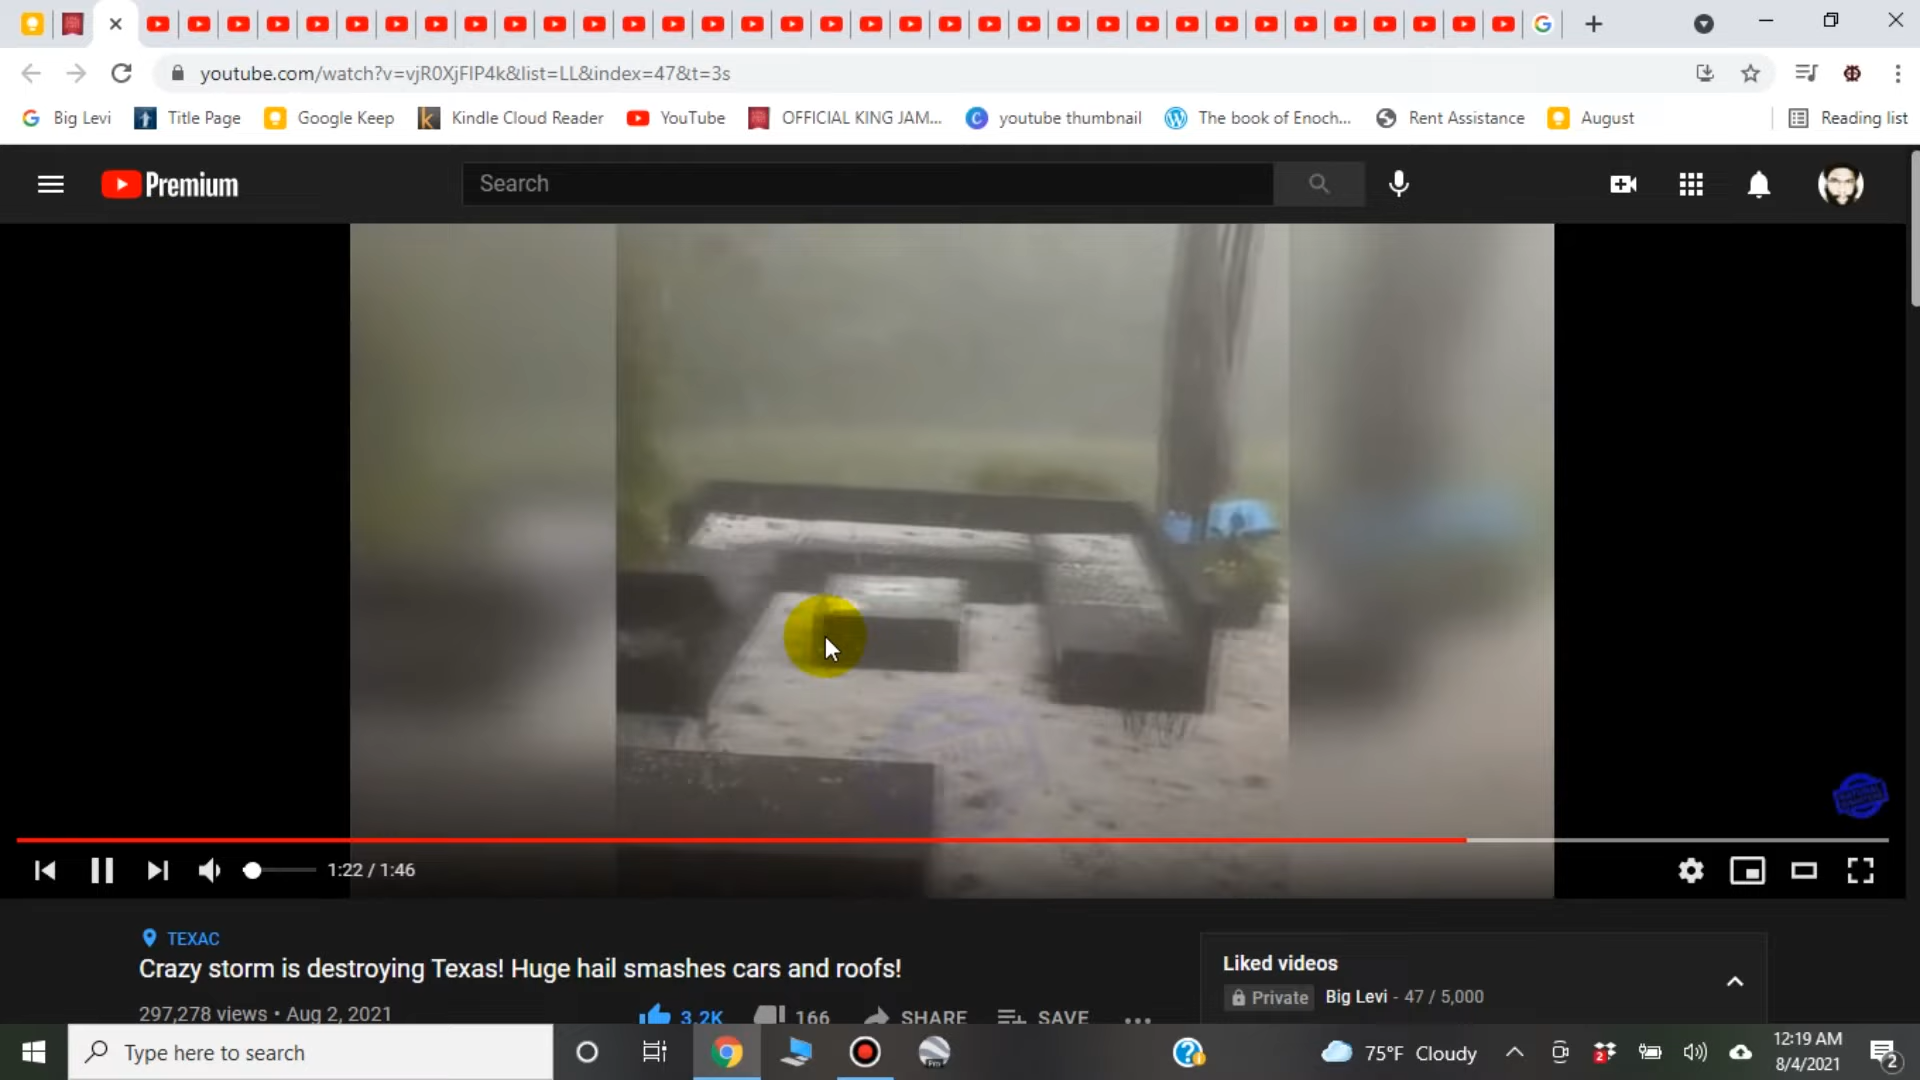 youtube.com/watch?v=vjR0XjFIP4k&list=LL&index=47&t=3s
Big Levi Title Page Google Keep Kindle Cloud Reader YouTube OFFICIAL KING JAM... youtube thumbnail The book of Enoch... Rent Assistance August Reading list
Premium Search
1:22 / 1:46
TEXAC
Crazy storm is destroying Texas! Huge hail smashes cars and roofs!
297,278 views • Aug 2, 2021 3.2K 166 SHARE SAVE
Liked videos
Private Big Levi - 47 / 5,000
Type here to search
75°F Cloudy
12:19 AM
8/4/2021
2
2